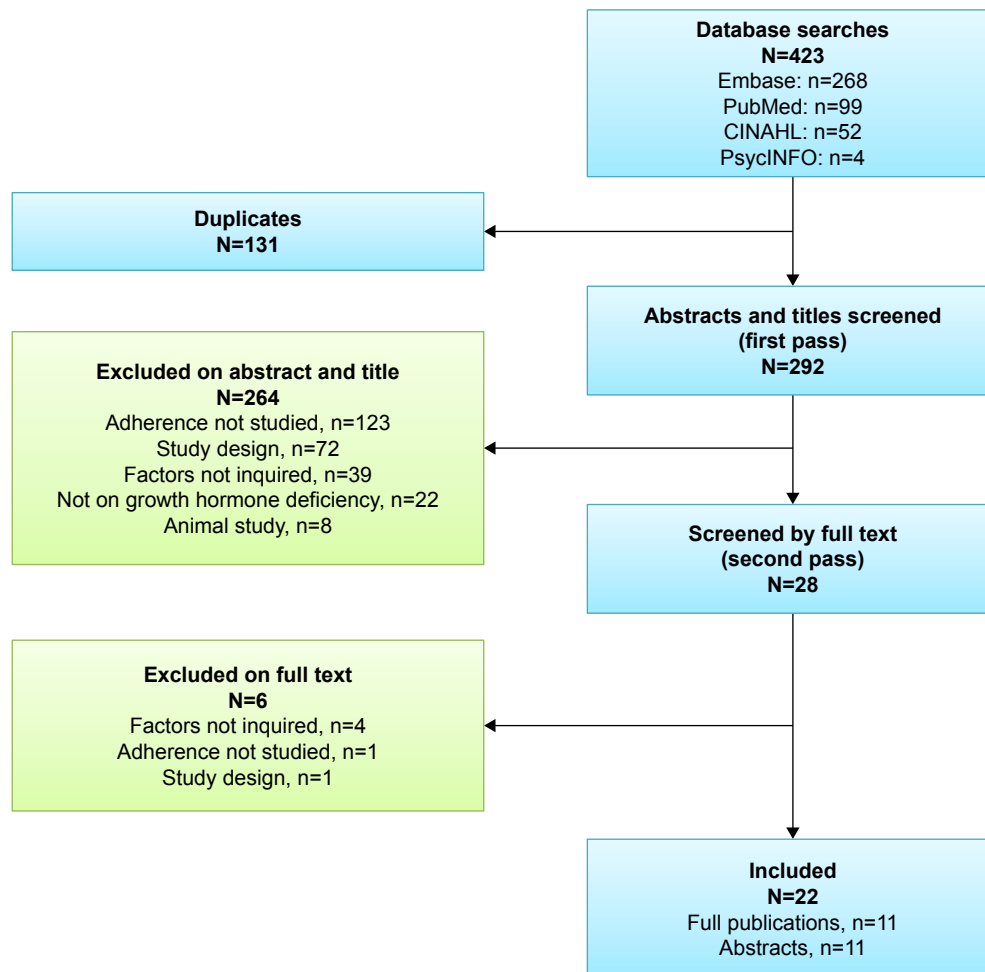 Database searches
N=423
Embase: n=268
PubMed: n=99
CINAHL: n=52
PsycINFO: n=4
Duplicates
N=131
Abstracts and titles screened
(first pass)
N=292
Excluded on abstract and title
N=264
Adherence not studied, n=123
Study design, n=72
Factors not inquired, n=39
Not on growth hormone deficiency, n=22
Animal study, n=8
Screened by full text
(second pass)
N=28
Excluded on full text
N=6
Factors not inquired, n=4
Adherence not studied, n=1
Study design, n=1
Included
N=22
Full publications, n=11
Abstracts, n=11